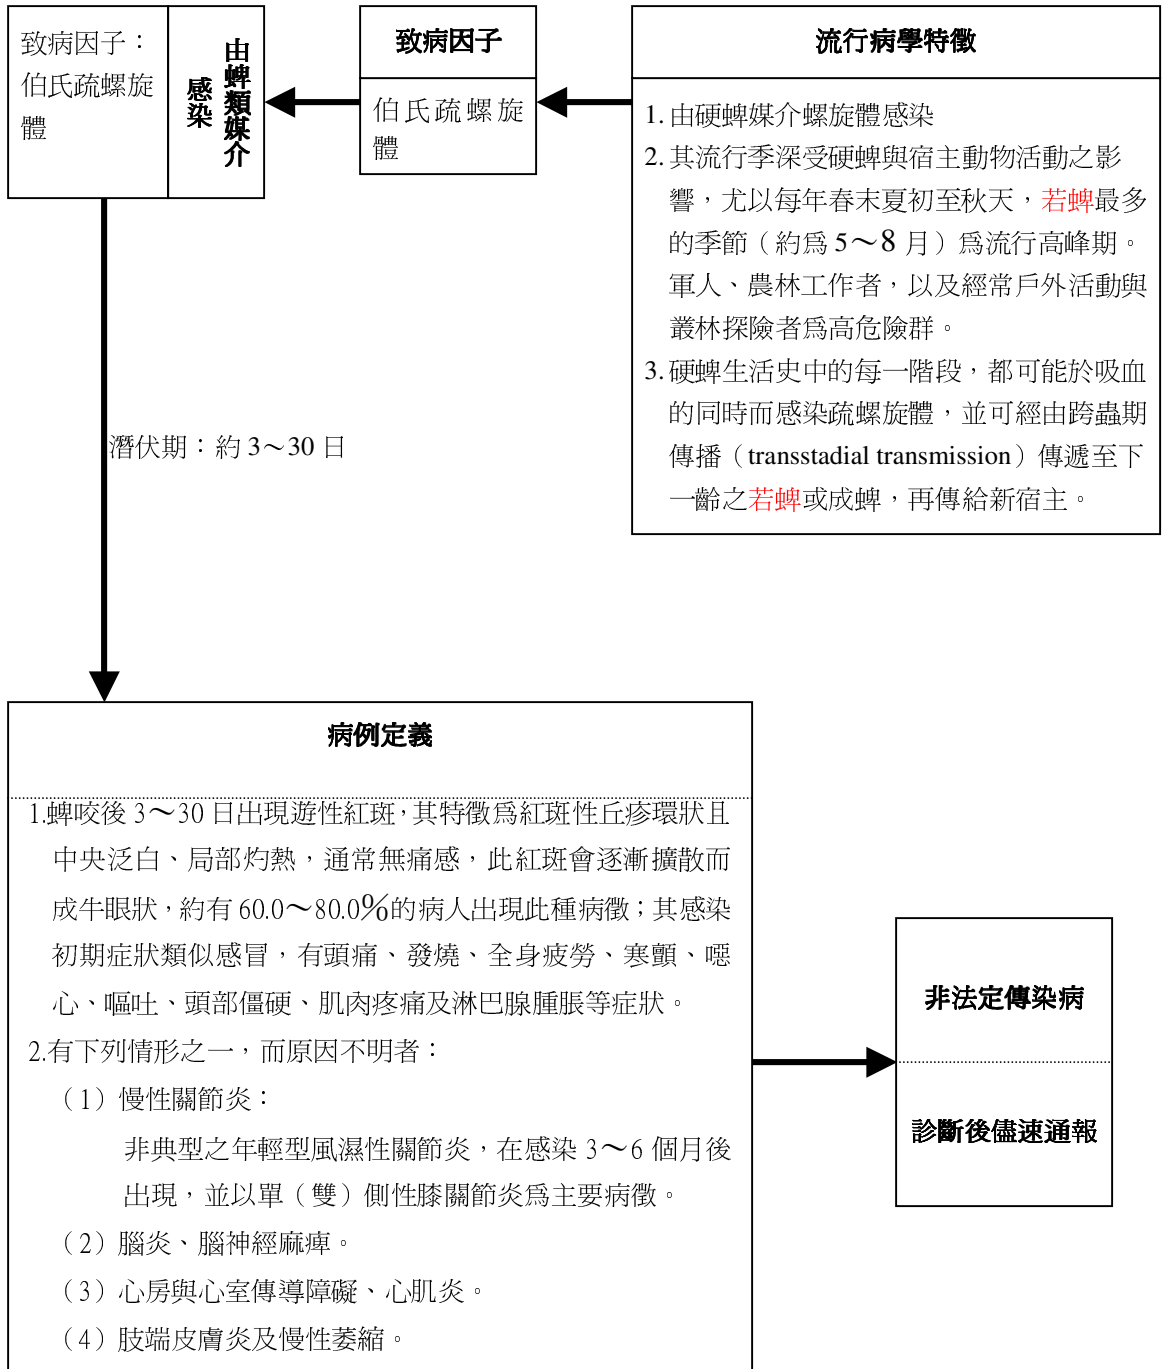 致病因子：
伯氏疏螺旋
體
由蜱類媒介
感染
致病因子
伯氏疏螺旋
體
流行病學特徵
1. 由硬蜱媒介螺旋體感染
2. 其流行季深受硬蜱與宿主動物活動之影
響，尤以每年春末夏初至秋天，若蜱最多
的季節（約為 5～8 月）為流行高峰期。
軍人、農林工作者，以及經常戶外活動與
叢林探險者為高危險群。
3. 硬蜱生活史中的每一階段，都可能於吸血
的同時而感染疏螺旋體，並可經由跨蟲期
傳播（transstadial transmission）傳遞至下
一齡之若蜱或成蜱，再傳給新宿主。
潛伏期：約 3～30 日
病例定義
1.蜱咬後 3～30 日出現遊性紅斑，其特徵為紅斑性丘疹環狀且
中央泛白、局部灼熱，通常無痛感，此紅斑會逐漸擴散而
成牛眼狀，約有 60.0～80.0%的病人出現此種病徵；其感染
初期症狀類似感冒，有頭痛、發燒、全身疲勞、寒顫、噁
心、嘔吐、頭部僵硬、肌肉疼痛及淋巴腺腫脹等症狀。
2.有下列情形之一，而原因不明者：
（1）慢性關節炎：
非典型之年輕型風濕性關節炎，在感染 3～6 個月後
出現，並以單（雙）側性膝關節炎為主要病徵。
（2）腦炎、腦神經麻痺。
（3）心房與心室傳導障礙、心肌炎。
（4）肢端皮膚炎及慢性萎縮。
非法定傳染病
診斷後儘速通報